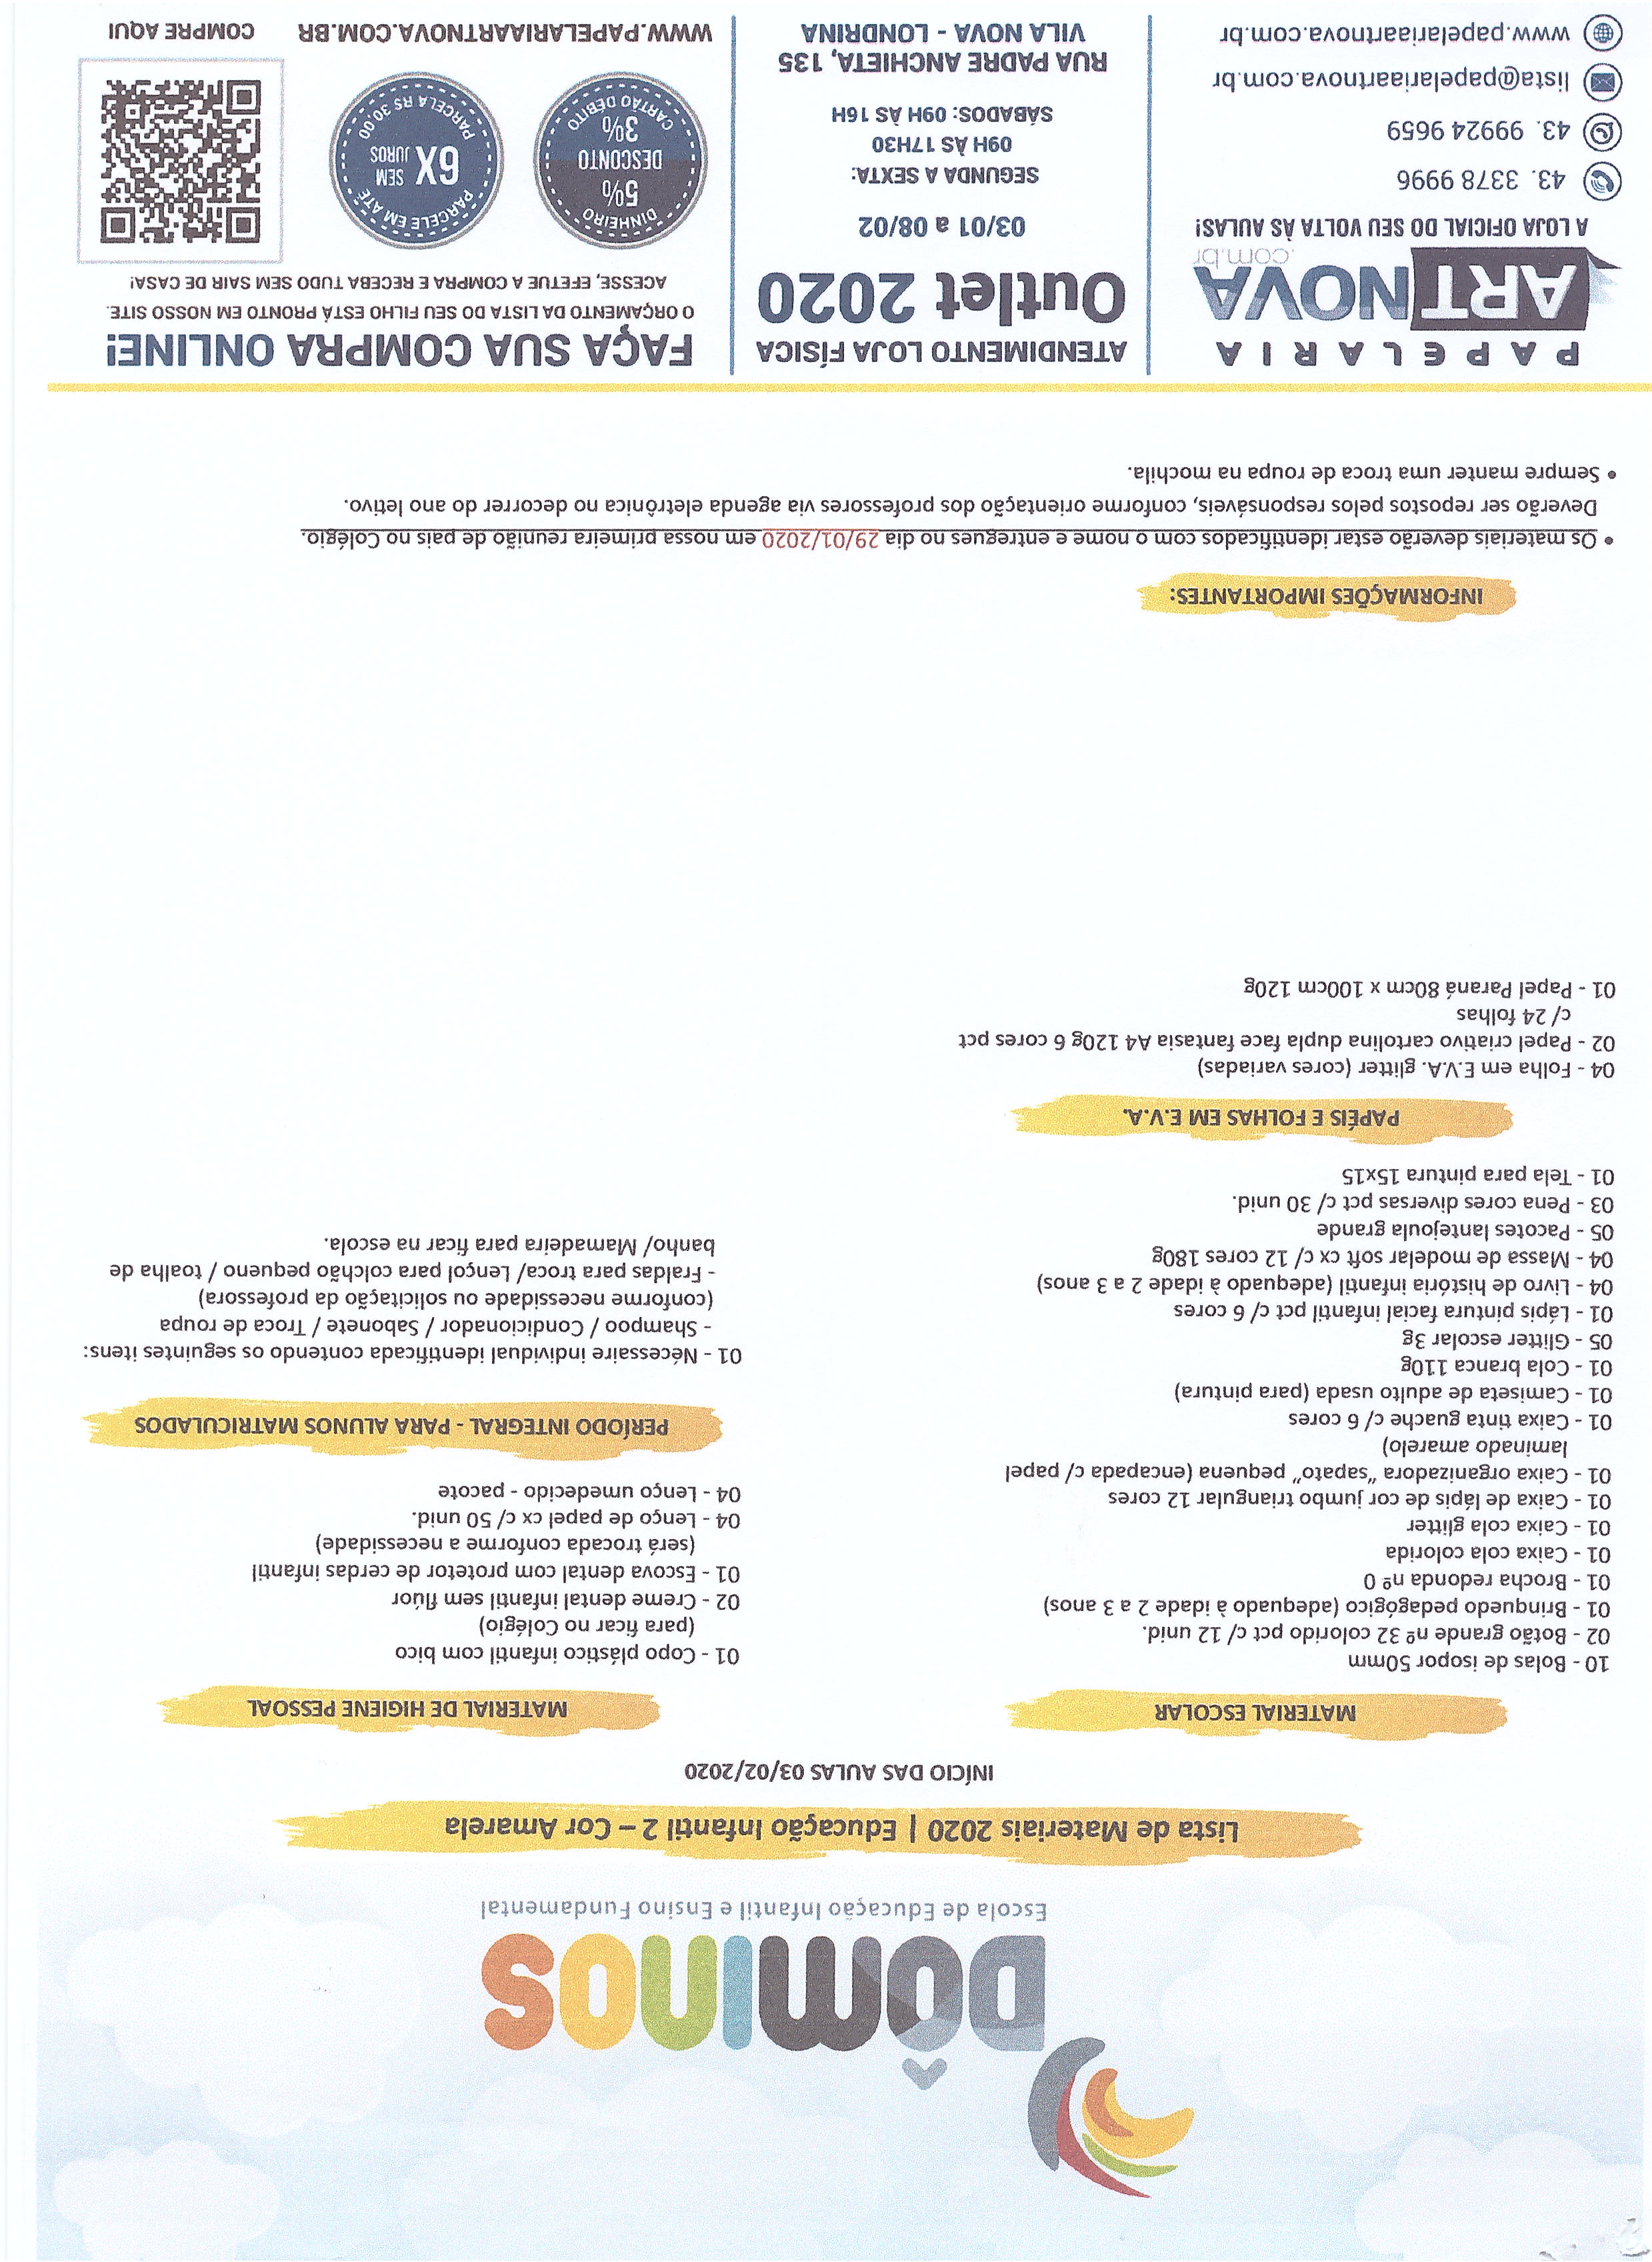 DÔMINOS
Escola de Educação Infantil e Ensino Fundamental
Lista de Materiais 2020 | Educação Infantil 2 – Cor Amarela
INÍCIO DAS AULAS 03/02/2020
MATERIAL ESCOLAR
10 - Bolas de isopor 50mm
02 - Botão grande nº 32 colorido pct c/ 12 unid.
01 - Brinquedo pedagógico (adequado à idade 2 a 3 anos)
01 - Brocha redonda nº 0
01 - Caixa cola colorida
01 - Caixa cola glitter
01 - Caixa de lápis de cor jumbo triangular 12 cores
01 - Caixa organizadora “sapato” pequena (encapada c/ papel
laminado amarelo)
01 - Caixa tinta guache c/ 6 cores
01 - Camiseta de adulto usada (para pintura)
01 - Cola branca 110g
05 - Glitter escolar 3g
01 - Lápis pintura facial infantil pct c/ 6 cores
04 - Livro de história infantil (adequado à idade 2 a 3 anos)
04 - Massa de modelar soft cx c/ 12 cores 180g
05 - Pacotes lantejoula grande
03 - Pena cores diversas pct c/ 30 unid.
01 - Tela para pintura 15x15
PAPÉIS E FOLHAS EM E.V.A.
04 - Folha em E.V.A. glitter (cores variadas)
02 - Papel criativo cartolina dupla face fantasia A4 120g 6 cores pct
c/ 24 folhas
01 - Papel Paraná 80cm x 100cm 120g
MATERIAL DE HIGIENE PESSOAL
01 - Copo plástico infantil com bico
(para ficar no Colégio)
02 - Creme dental infantil sem flúor
01 - Escova dental com protetor de cerdas infantil
(será trocada conforme a necessidade)
04 - Lenço de papel cx c/ 50 unid.
04 - Lenço umedecido - pacote
PERÍODO INTEGRAL - PARA ALUNOS MATRICULADOS
01 - Nécessaire individual identificada contendo os seguintes itens:
- Shampoo / Condicionador / Sabonete / Troca de roupa
(conforme necessidade ou solicitação da professora)
- Fraldas para troca/ Lençol para colchão pequeno / toalha de
banho/ Mamadeira para ficar na escola.
INFORMAÇÕES IMPORTANTES:
• Os materiais deverão estar identificados com o nome e entregues no dia 29/01/2020 em nossa primeira reunião de pais no Colégio.
Deverão ser repostos pelos responsáveis, conforme orientação dos professores via agenda eletrônica no decorrer do ano letivo.
• Sempre manter uma troca de roupa na mochila.
PAPELARIA
ARTNOVA
.com.br
A LOJA OFICIAL DO SEU VOLTA ÀS AULAS!
43. 3378 9996
43. 99924 9659
lista@papelariaartnova.com.br
www.papelariaartnova.com.br
ATENDIMENTO LOJA FÍSICA
Outlet 2020
03/01 a 08/02
SEGUNDA A SEXTA:
09H ÀS 17H30
SÁBADOS: 09H ÀS 16H
RUA PADRE ANCHIETA, 135
VILA NOVA - LONDRINA
FAÇA SUA COMPRA ONLINE!
O ORÇAMENTO DA LISTA DO SEU FILHO ESTÁ PRONTO EM NOSSO SITE.
ACESSE, EFETUE A COMPRA E RECEBA TUDO SEM SAIR DE CASA!
DINHEIRO
5%
DESCONTO
3%
CARTÃO DÉBITO
PARCELE EM ATÉ
6X SEM JUROS
PARCELA R$ 30,00
WWW.PAPELARIAARTNOVA.COM.BR
COMPRE AQUI